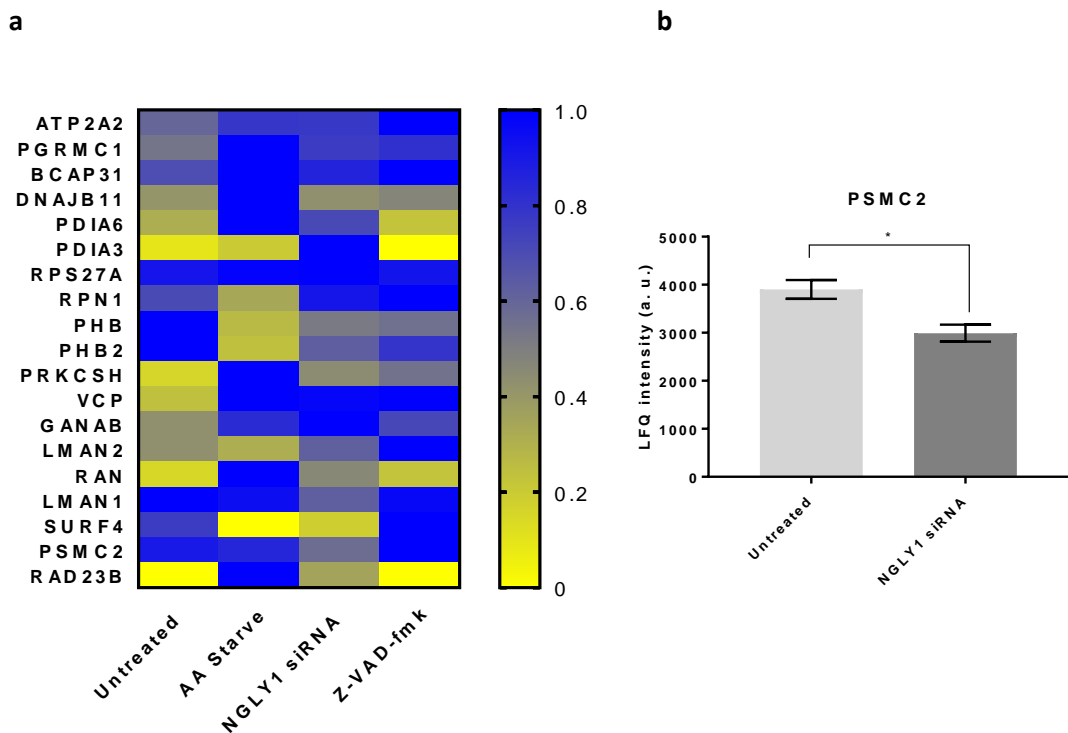 a
ATP2A2
PGRMC1
BCAP31
DNAJB11
PDIA6
PDIA3
RPS27A
RPN1
PHB
PHB2
PRKCSH
VCP
GANAB
LMAN2
RAN
LMAN1
SURF4
PSMC2
RAD23B
Untreated
AA Starve
NGLY1 siRNA
Z-VAD-fmk
1.0
0.8
0.6
0.4
0.2
0
b
PSMC2
*
LFQ intensity (a. u.)
5000
4000
3000
2000
1000
0
Untreated
NGLY1 siRNA